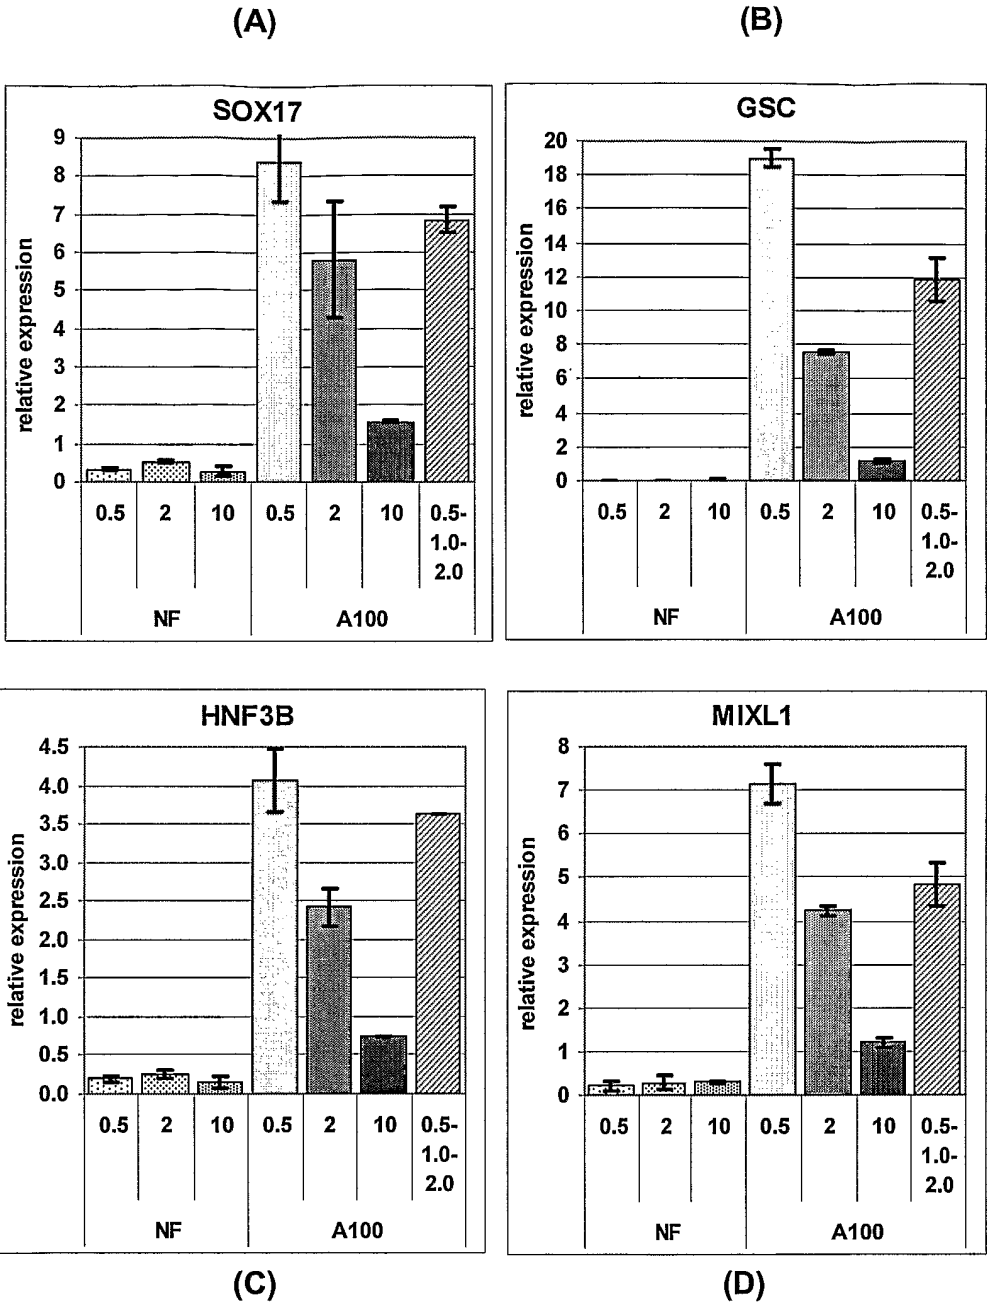 (A)
(B)
SOX17
relative expression
9
8
7
6
5
4
3
2
1
0
0.5 2 10 0.5 2 10 0.5-
1.0-
2.0
NF A100
GSC
relative expression
20
18
16
14
12
10
8
6
4
2
0
0.5 2 10 0.5 2 10 0.5-
1.0-
2.0
NF A100
HNF3B
relative expression
4.5
4.0
3.5
3.0
2.5
2.0
1.5
1.0
0.5
0.0
0.5 2 10 0.5 2 10 0.5-
1.0-
2.0
NF A100
MIXL1
relative expression
8
7
6
5
4
3
2
1
0
0.5 2 10 0.5 2 10 0.5-
1.0-
2.0
NF A100
(C)
(D)